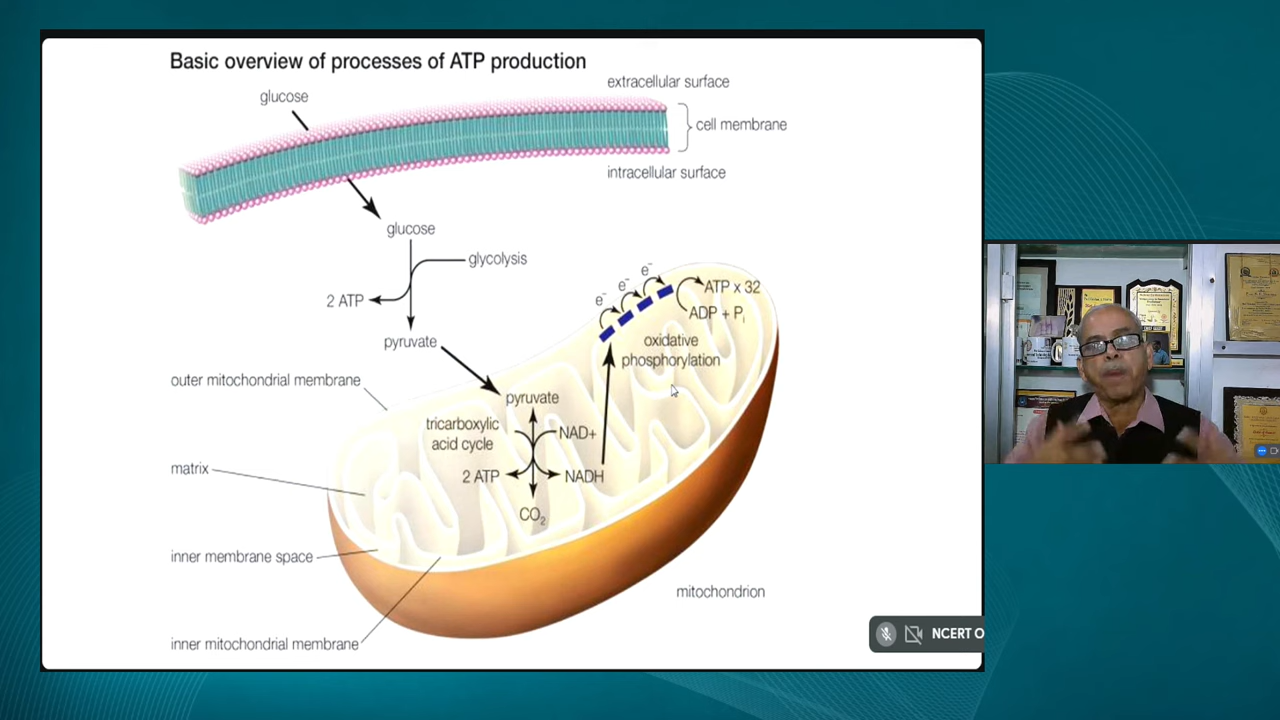 Basic overview of processes of ATP production
extracellular surface
glucose
cell membrane
intracellular surface
glucose
glycolysis
2 ATP
pyruvate
e⁻
e⁻
e⁻
ATP x 32
ADP + Pᵢ
oxidative
phosphorylation
outer mitochondrial membrane
pyruvate
tricarboxylic
acid cycle
NAD+
matrix
2 ATP
NADH
CO₂
inner membrane space
mitochondrion
inner mitochondrial membrane
NCERT O